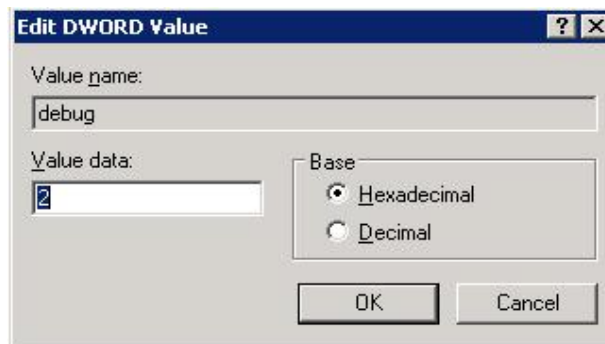 Edit DWORD Value
Value name:
debug
Value data:
2
Base
Hexadecimal
Decimal
OK
Cancel